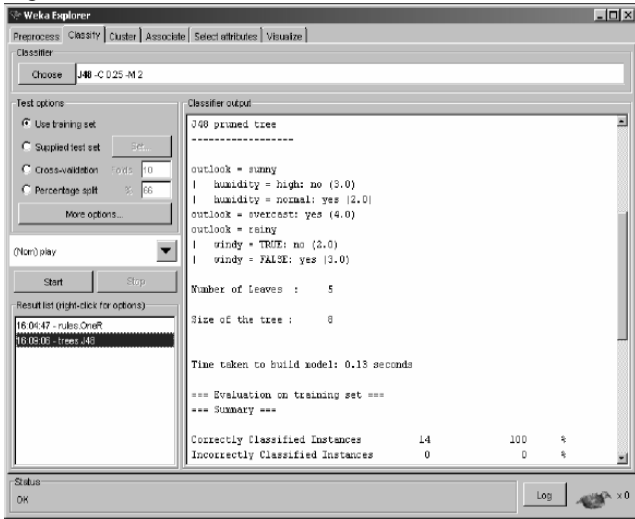 Weka Explorer
Preprocess Classify Cluster Associate Select attributes Visualize
Classifier
Choose J48 -C 0.25 -M 2
Test options
Use training set
Supplied test set Set...
Cross-validation Folds 10
Percentage split % 66
More options...
(Nom) play
Start Stop
Result list (right-click for options)
16:04:47 - rules.OneR
16:09:06 - trees.J48
Classifier output
J48 pruned tree
------------------
outlook = sunny
|   humidity = high: no (3.0)
|   humidity = normal: yes (2.0)
outlook = overcast: yes (4.0)
outlook = rainy
|   windy = TRUE: no (2.0)
|   windy = FALSE: yes (3.0)
Number of Leaves : 5
Size of the tree : 8
Time taken to build model: 0.13 seconds
=== Evaluation on training set ===
=== Summary ===
Correctly Classified Instances 14 100 %
Incorrectly Classified Instances 0 0 %
Status
OK
Log x 0